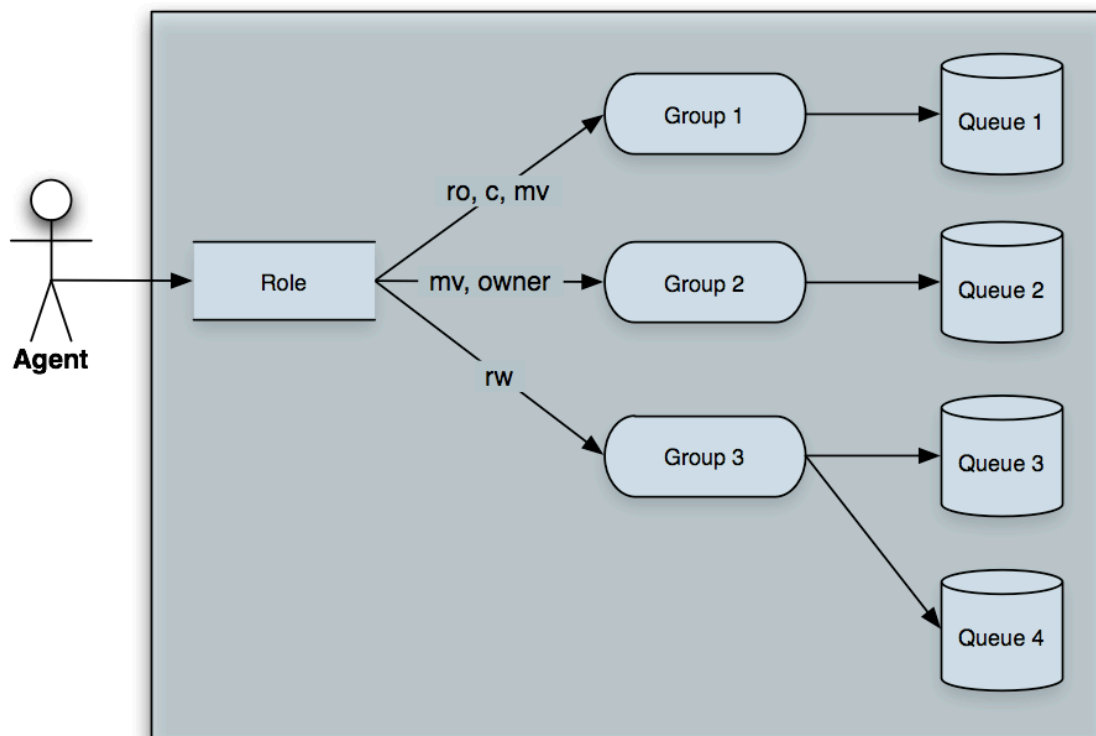 Group 1
Queue 1
ro, c, mv
Role
mv, owner
Group 2
Queue 2
Agent
rw
Group 3
Queue 3
Queue 4